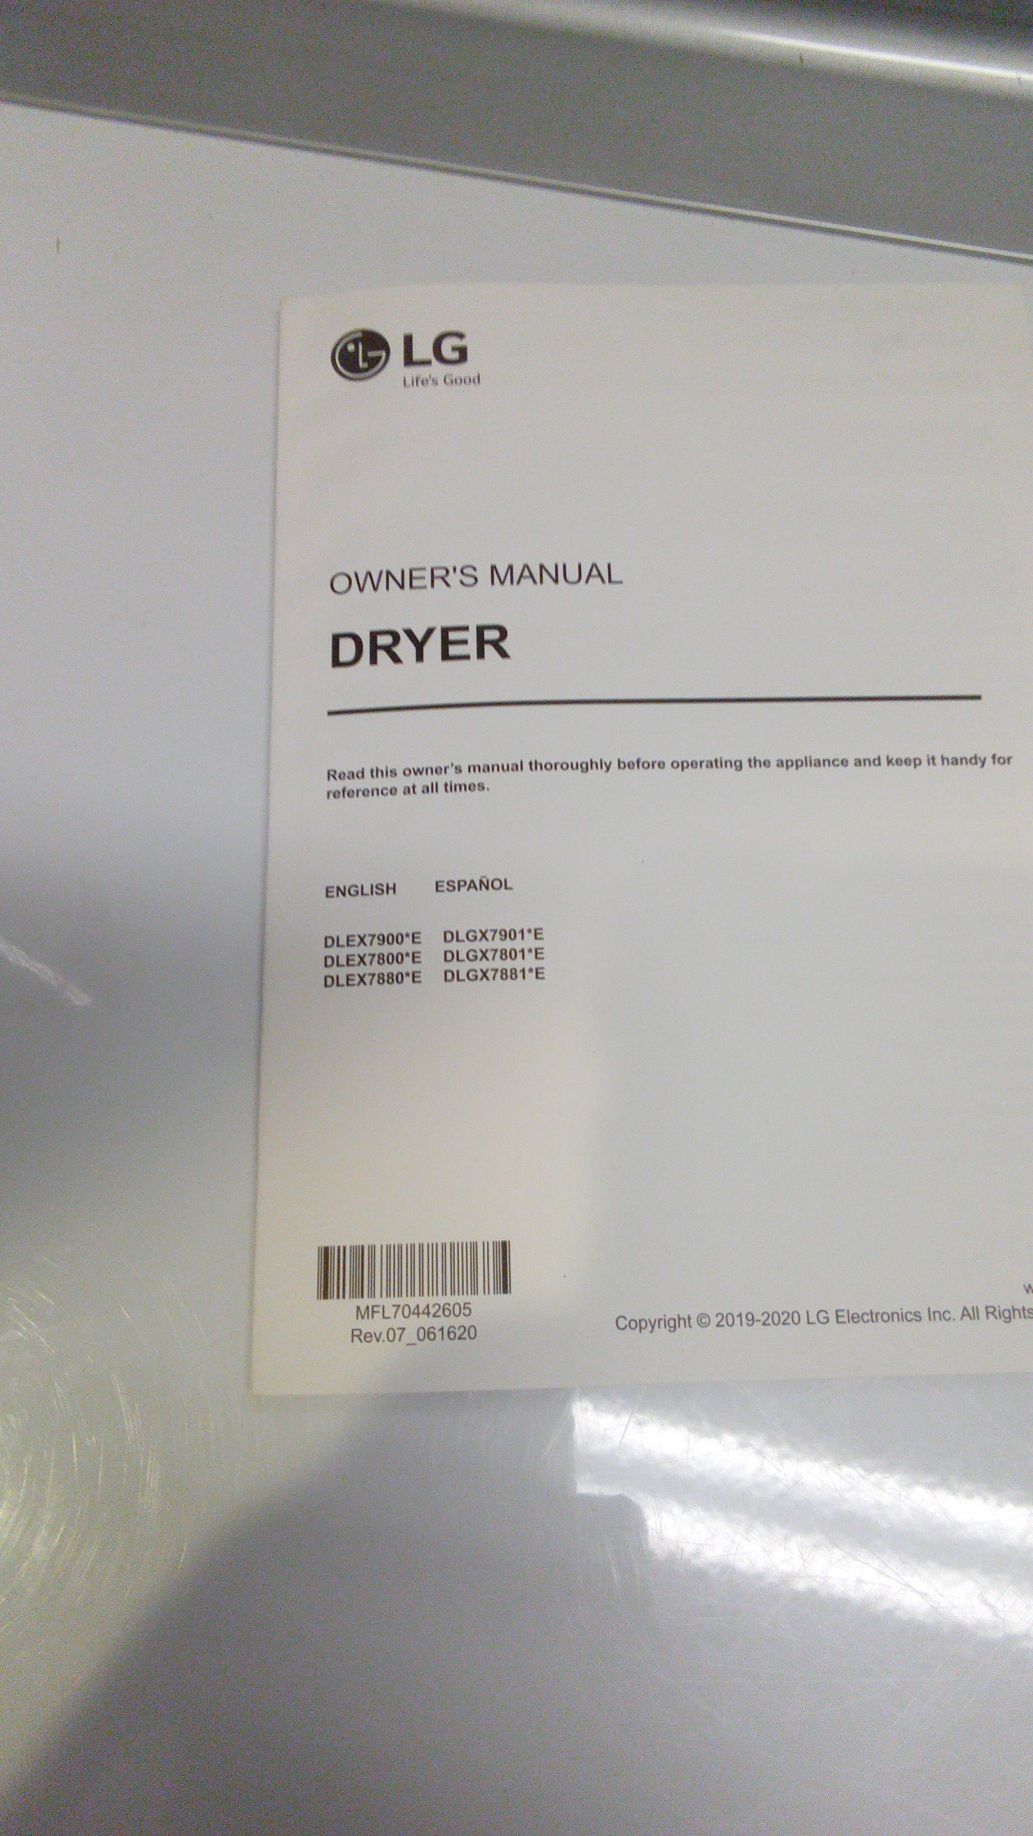 LG
Life's Good
OWNER'S MANUAL
DRYER
Read this owner's manual thoroughly before operating the appliance and keep it handy for
reference at all times.
ENGLISH ESPAÑOL
DLEX7900*E DLGX7901*E
DLEX7800*E DLGX7801*E
DLEX7880*E DLGX7881*E
MFL70442605
Rev.07_061620
Copyright © 2019-2020 LG Electronics Inc. All Rights